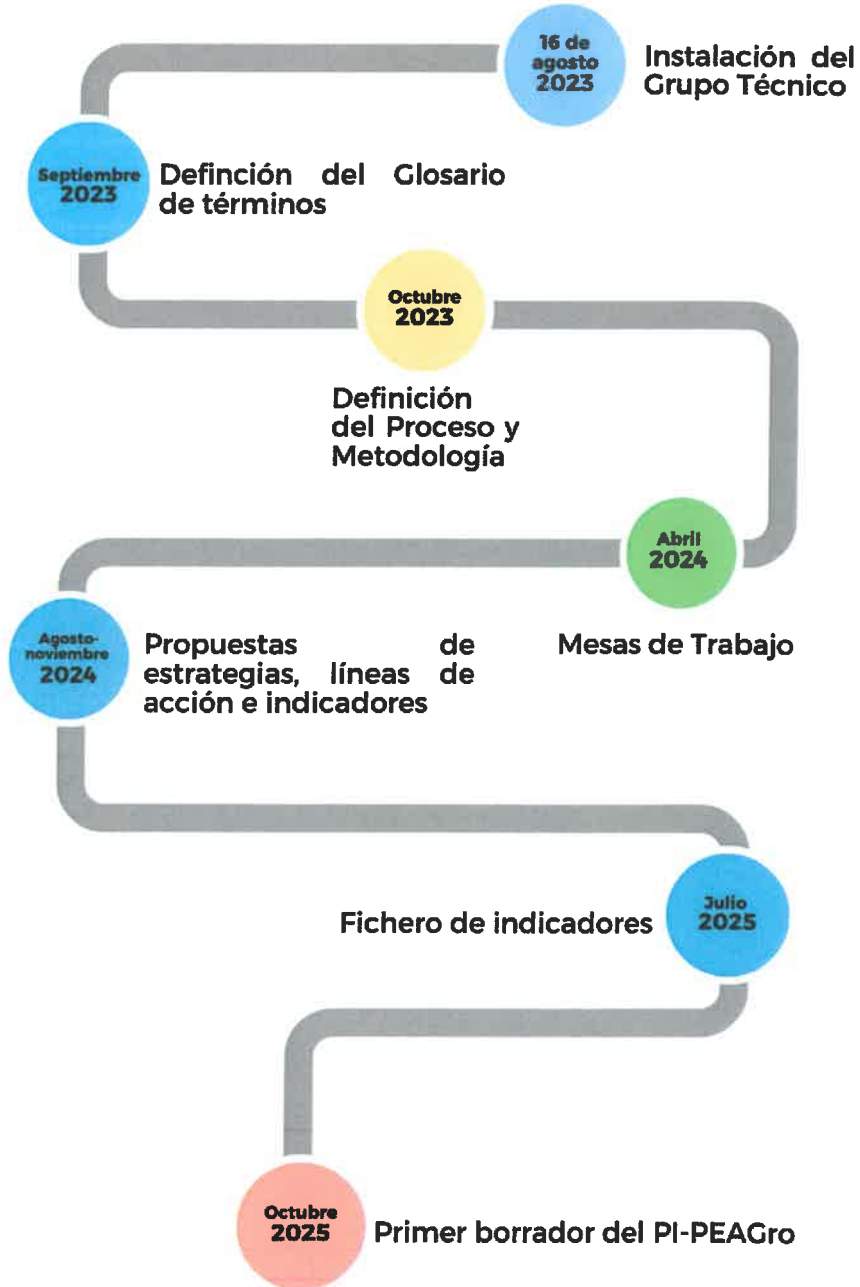 16 de
agosto
2023
Instalación del
Grupo Técnico
Septiembre
2023
Definción del Glosario
de términos
Octubre
2023
Definición
del Proceso y
Metodología
Abril
2024
Mesas de Trabajo
Agosto-
noviembre
2024
Propuestas de
estrategias, líneas de
acción e indicadores
Julio
2025
Fichero de indicadores
Octubre
2025
Primer borrador del PI-PEAGro